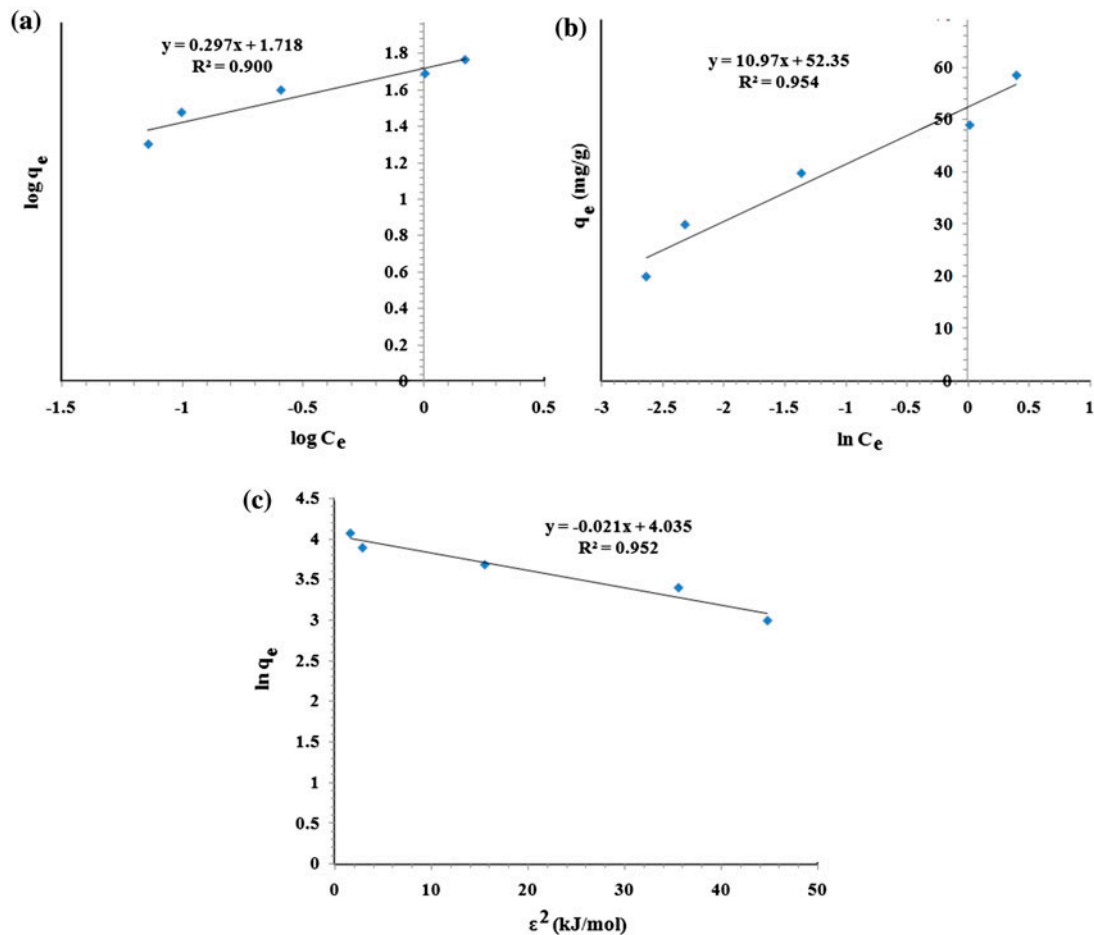 (a)
y = 0.297x + 1.718
R² = 0.900
1.8
1.6
1.4
1.2
1
0.8
0.6
0.4
0.2
0
-1.5 -1 -0.5 0 0.5
log qe
log Ce
(b)
y = 10.97x + 52.35
R² = 0.954
60
50
40
30
20
10
0
-3 -2.5 -2 -1.5 -1 -0.5 0 0.5 1
qe (mg/g)
ln Ce
(c)
4.5
y = -0.021x + 4.035
R² = 0.952
4
3.5
3
2.5
2
1.5
1
0.5
0
0 10 20 30 40 50
ln qe
ε² (kJ/mol)